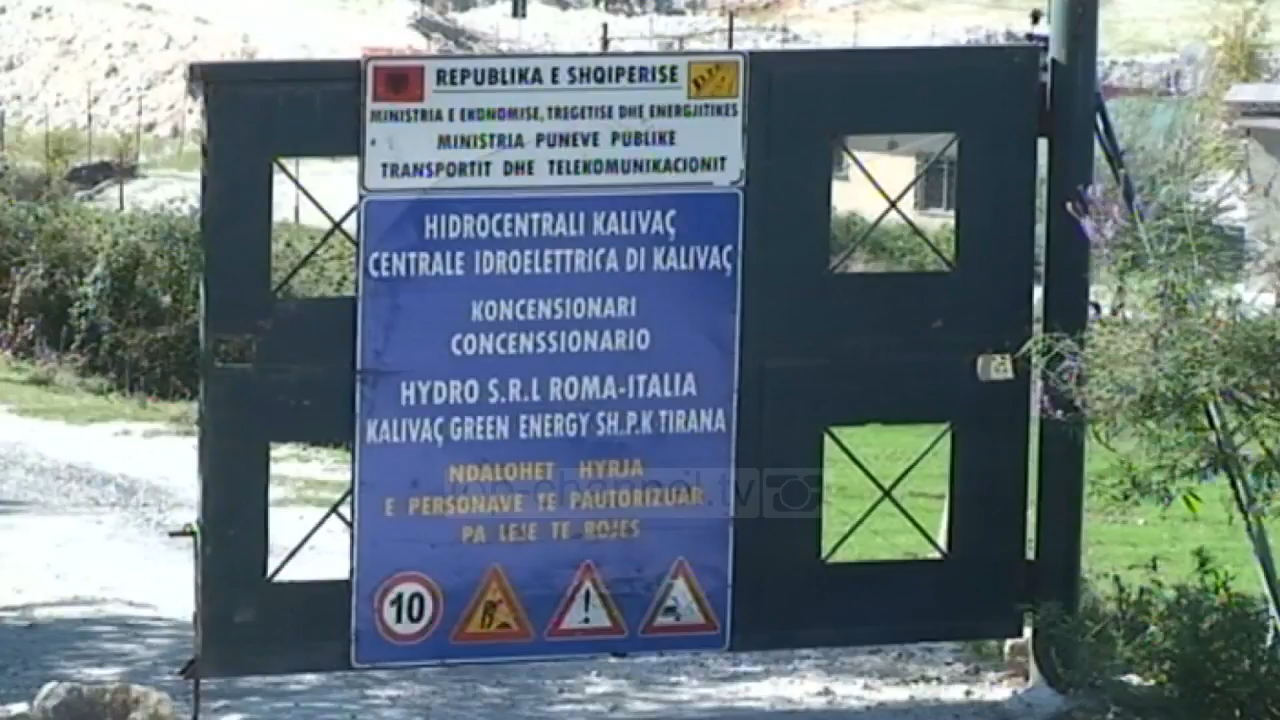 REPUBLIKA E SHQIPERISE
MINISTRIA E EKONOMISE, TREGETISE DHE ENERGJITIKES
MINISTRIA PUNEVE PUBLIKE
TRANSPORTIT DHE TELEKOMUNIKACIONIT
HIDROCENTRALI KALIVAÇ
CENTRALE IDROELETTRICA DI KALIVAÇ
KONCENSIONARI
CONCENSSIONARIO
HYDRO S.R.L ROMA-ITALIA
KALIVAÇ GREEN ENERGY SH.P.K TIRANA
NDALOHET HYRJA
E PERSONAVE TE PAUTORIZUAR
PA LEJE TE ROJES
10